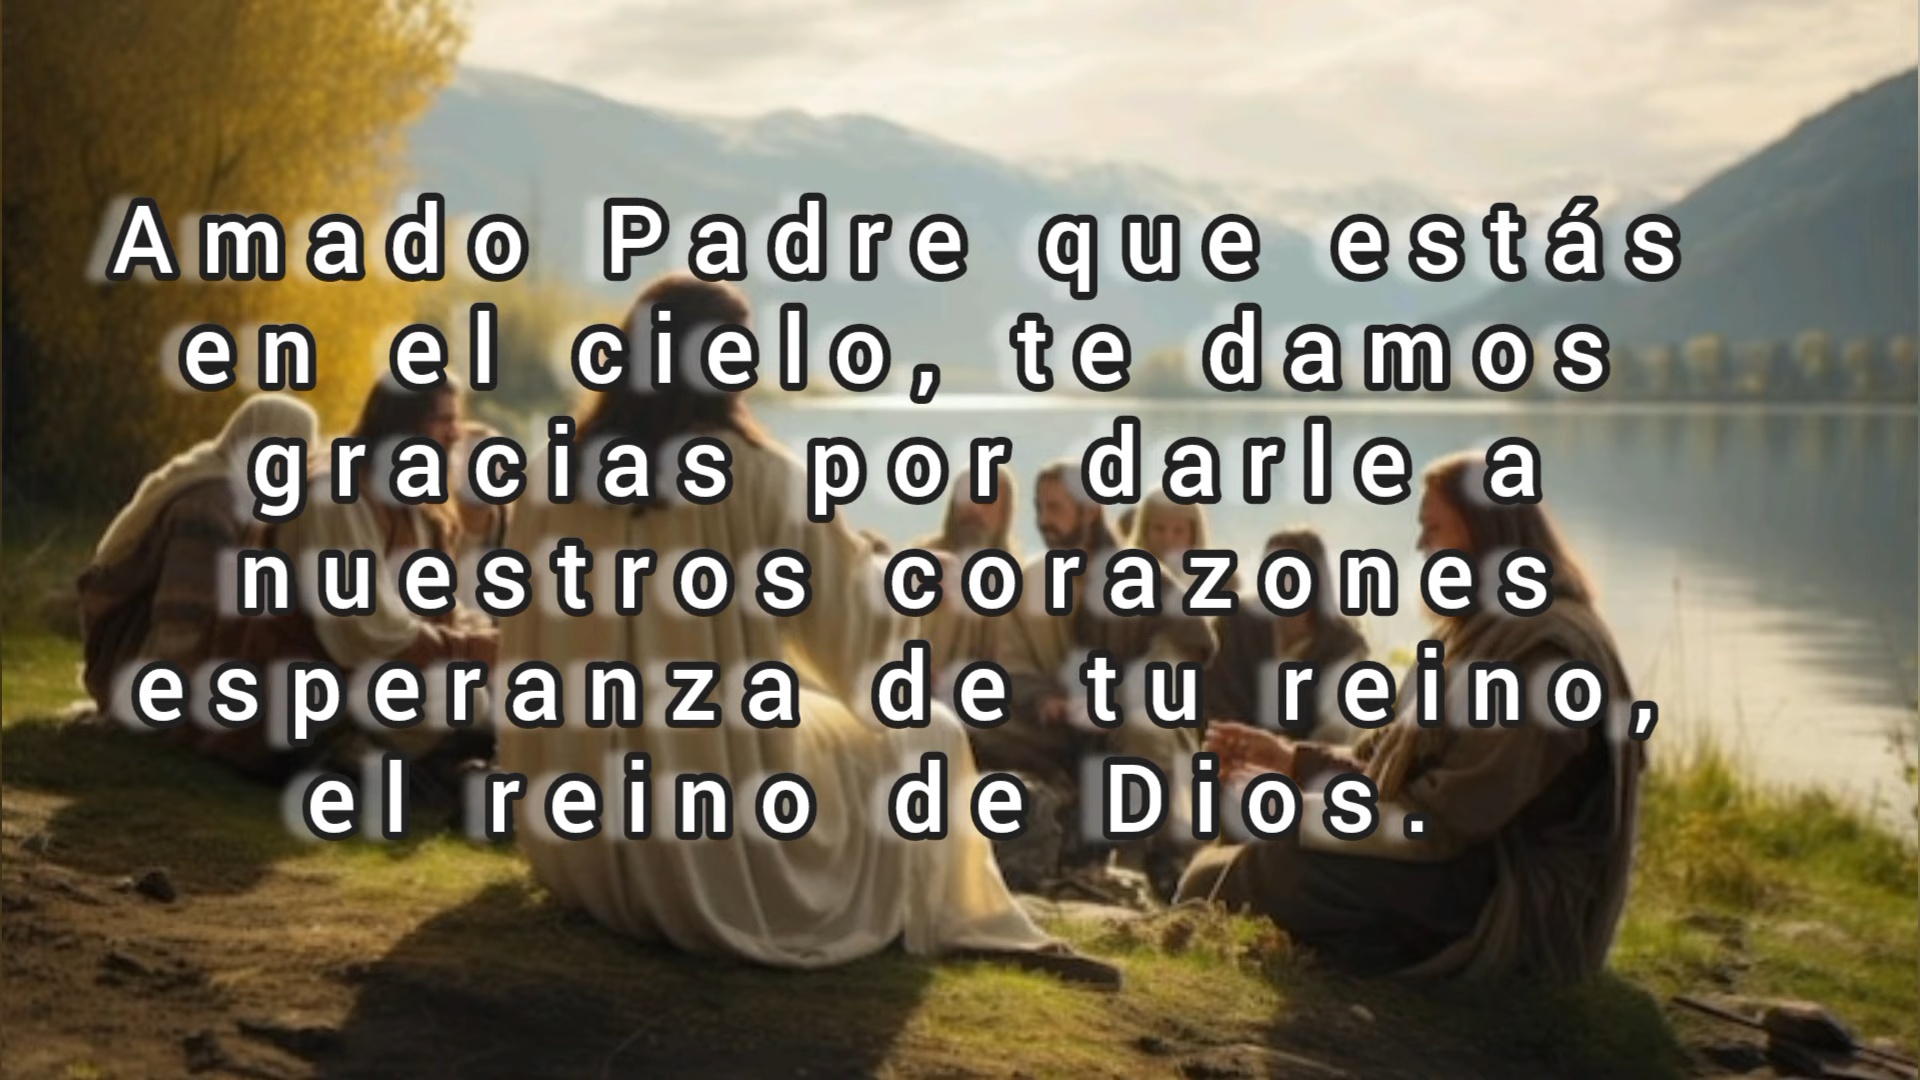 Amado Padre que estás
en el cielo, te damos
gracias por darle a
nuestros corazones
esperanza de tu reino,
el reino de Dios.